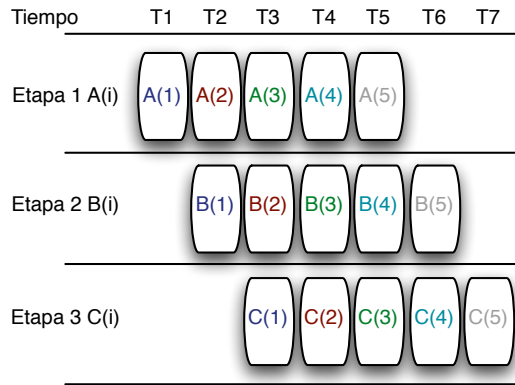 Tiempo T1 T2 T3 T4 T5 T6 T7
Etapa 1 A(i) A(1) A(2) A(3) A(4) A(5)
Etapa 2 B(i) B(1) B(2) B(3) B(4) B(5)
Etapa 3 C(i) C(1) C(2) C(3) C(4) C(5)